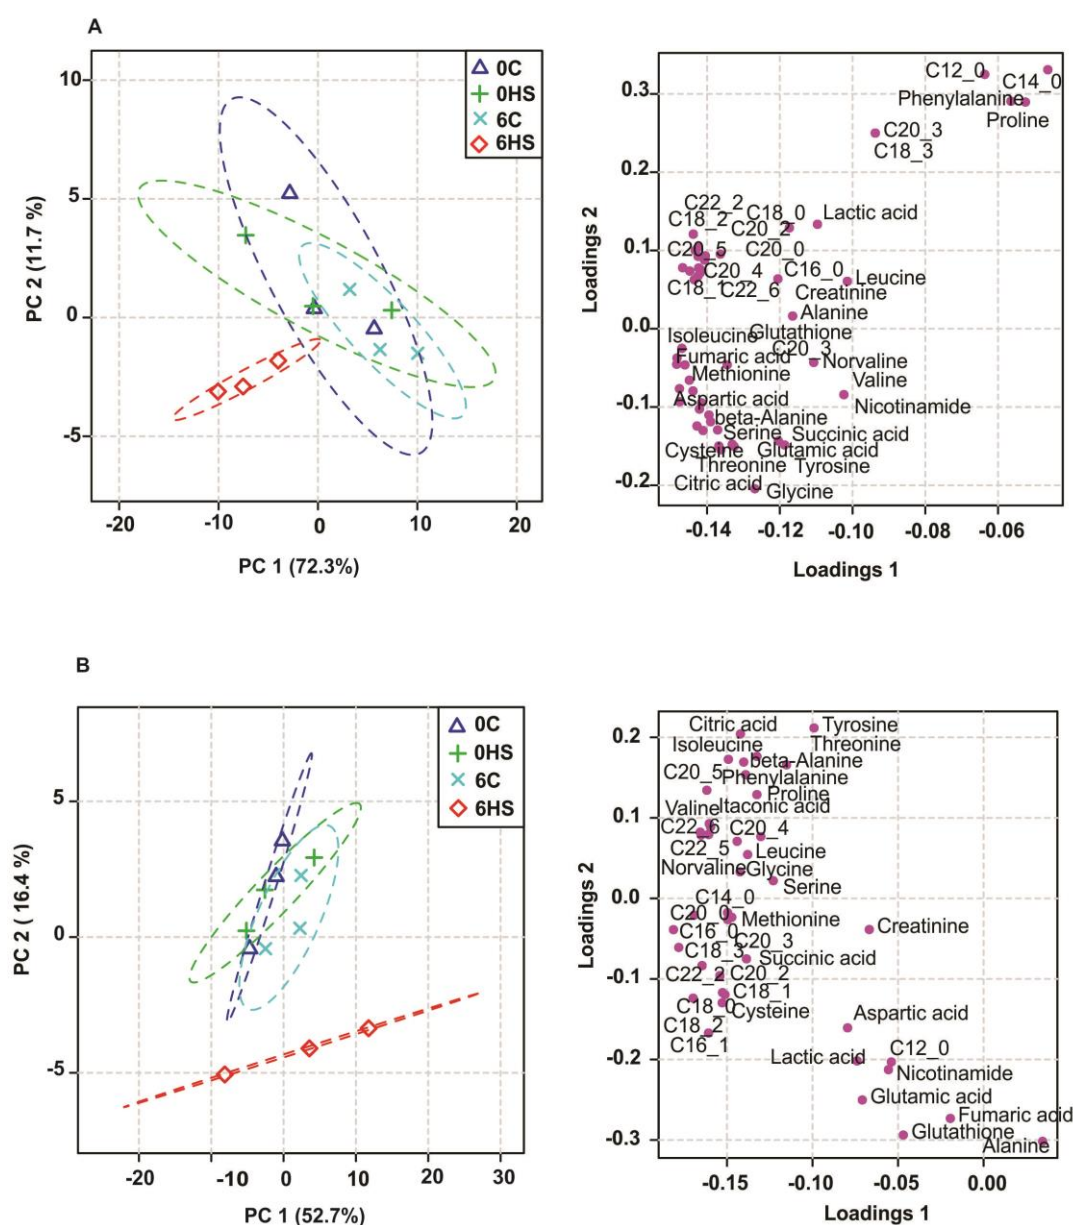 A
10
5
0
-5
-20
-10
0
10
20
PC 2 (11.7 %)
PC 1 (72.3%)
0C
0HS
6C
6HS
0.3
0.2
0.1
0.0
-0.1
-0.2
-0.14
-0.12
-0.10
-0.08
-0.06
Loadings 2
Loadings 1
C12_0
C14_0
Phenylalanine
Proline
C20_3
C18_3
C22_2
C18_2
C18_0
C20_2
Lactic acid
C20_5
C20_0
C20_4
C16_0
Leucine
C18_1
C22_6
Creatinine
Alanine
Isoleucine
Glutathione
C20_3
Fumaric acid
Norvaline
Methionine
Valine
Aspartic acid
Nicotinamide
beta-Alanine
Serine
Succinic acid
Cysteine
Glutamic acid
Threonine
Tyrosine
Citric acid
Glycine
B
5
0
-5
-20
-10
0
10
20
30
PC 2 ( 16.4 %)
PC 1 (52.7%)
0C
0HS
6C
6HS
0.2
0.1
0.0
-0.1
-0.2
-0.3
-0.15
-0.10
-0.05
0.00
Loadings 2
Loadings 1
Citric acid
Tyrosine
Isoleucine
Threonine
beta-Alanine
C20_5
Phenylalanine
Proline
Valine
Itaconic acid
C22_6
C20_4
C22_5
Leucine
Norvaline
Glycine
Serine
C14_0
C20_0
Methionine
Creatinine
C16_0
C20_3
C18_3
Succinic acid
C22_2
C20_2
C18_1
C18_0
Cysteine
C18_2
C16_1
Aspartic acid
Lactic acid
C12_0
Nicotinamide
Glutamic acid
Fumaric acid
Glutathione
Alanine